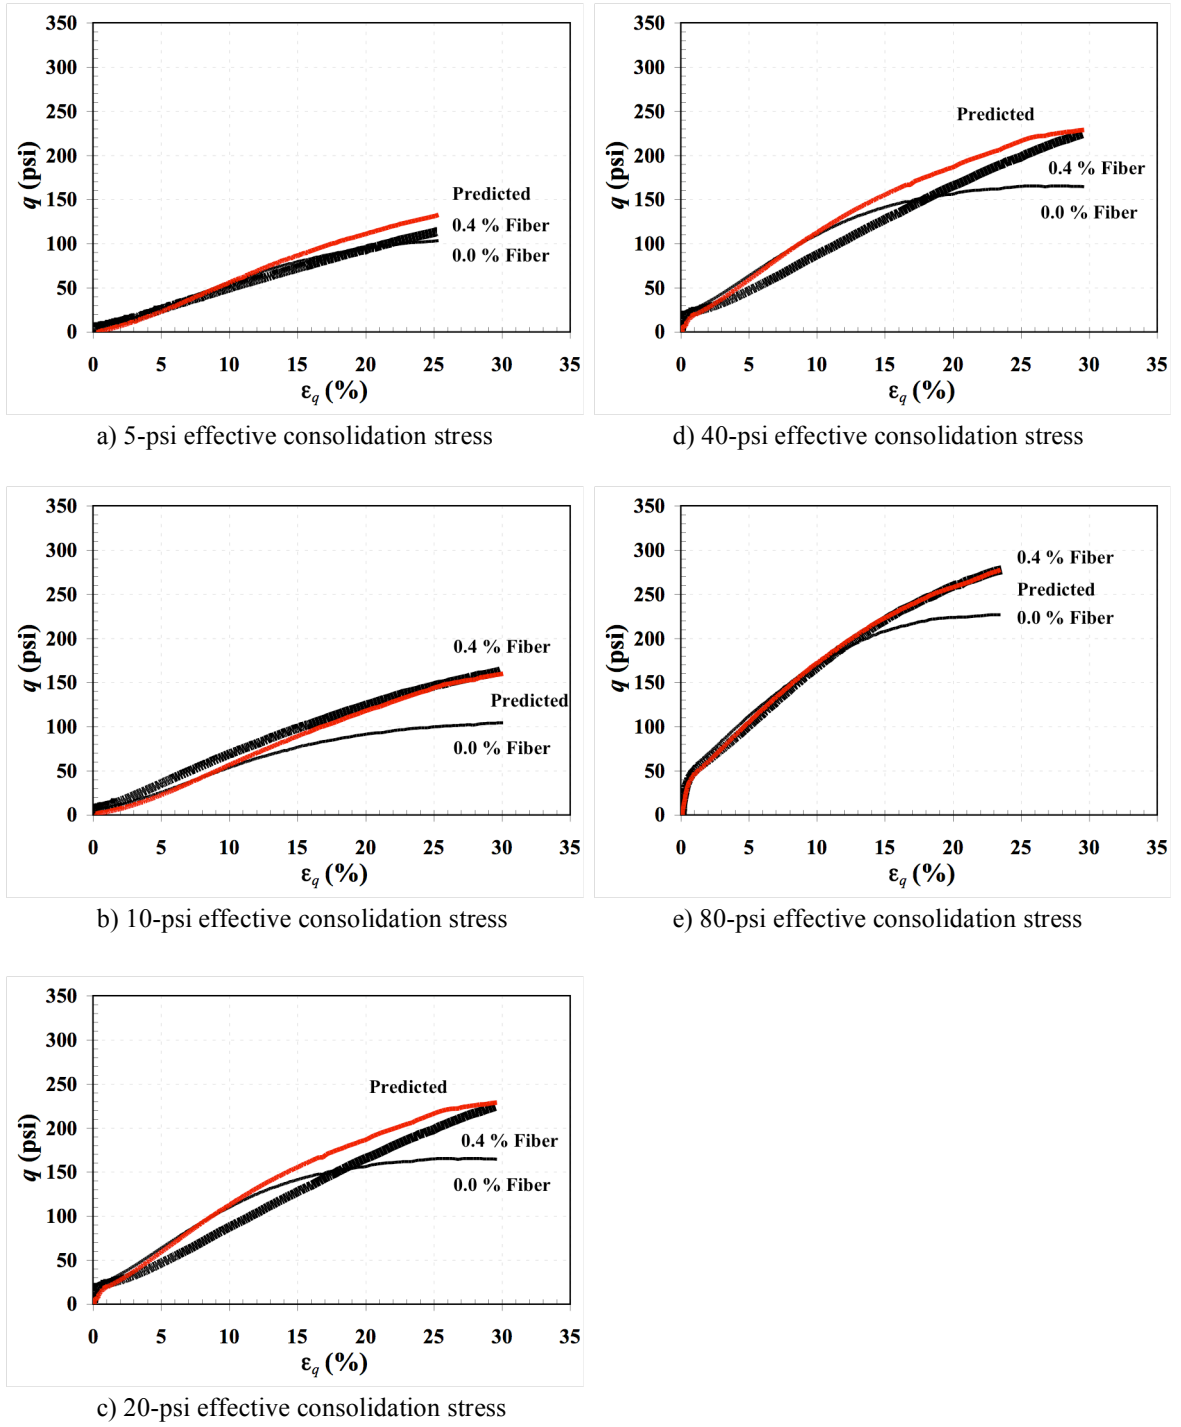 350
300
250
200
150
100
50
0
q (psi)
Predicted
0.4 % Fiber
0.0 % Fiber
0 5 10 15 20 25 30 35
εq (%)
a) 5-psi effective consolidation stress
350
300
250
200
150
100
50
0
q (psi)
Predicted
0.4 % Fiber
0.0 % Fiber
0 5 10 15 20 25 30 35
εq (%)
d) 40-psi effective consolidation stress
350
300
250
200
150
100
50
0
q (psi)
0.4 % Fiber
Predicted
0.0 % Fiber
0 5 10 15 20 25 30 35
εq (%)
b) 10-psi effective consolidation stress
350
300
250
200
150
100
50
0
q (psi)
0.4 % Fiber
Predicted
0.0 % Fiber
0 5 10 15 20 25 30 35
εq (%)
e) 80-psi effective consolidation stress
350
300
250
200
150
100
50
0
q (psi)
Predicted
0.4 % Fiber
0.0 % Fiber
0 5 10 15 20 25 30 35
εq (%)
c) 20-psi effective consolidation stress